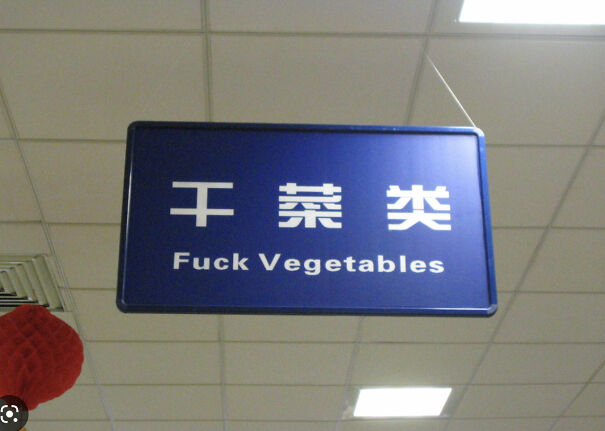 干菜类
Fuck Vegetables